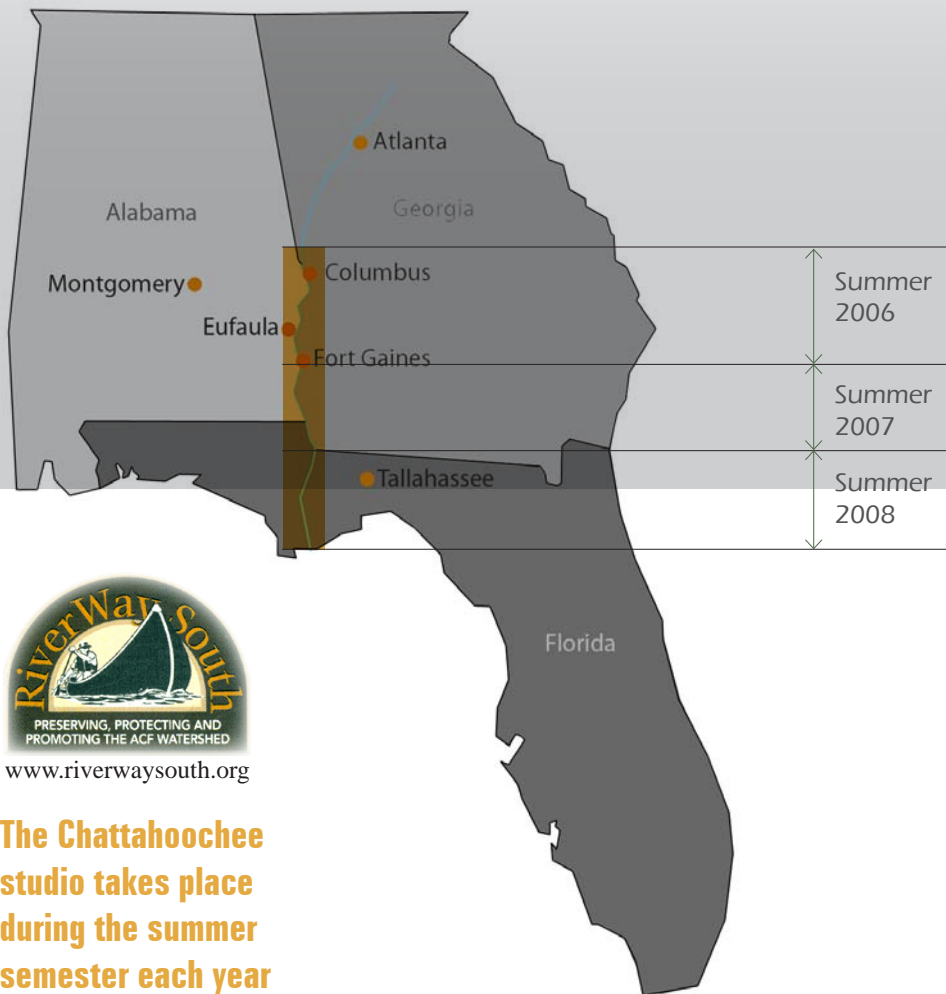 Atlanta
Alabama
Georgia
Columbus
Montgomery
Summer
2006
Eufaula
Fort Gaines
Summer
2007
Tallahassee
Summer
2008
Florida
RiverWay South
PRESERVING, PROTECTING AND
PROMOTING THE ACF WATERSHED
www.riverwaysouth.org
The Chattahoochee
studio takes place
during the summer
semester each year